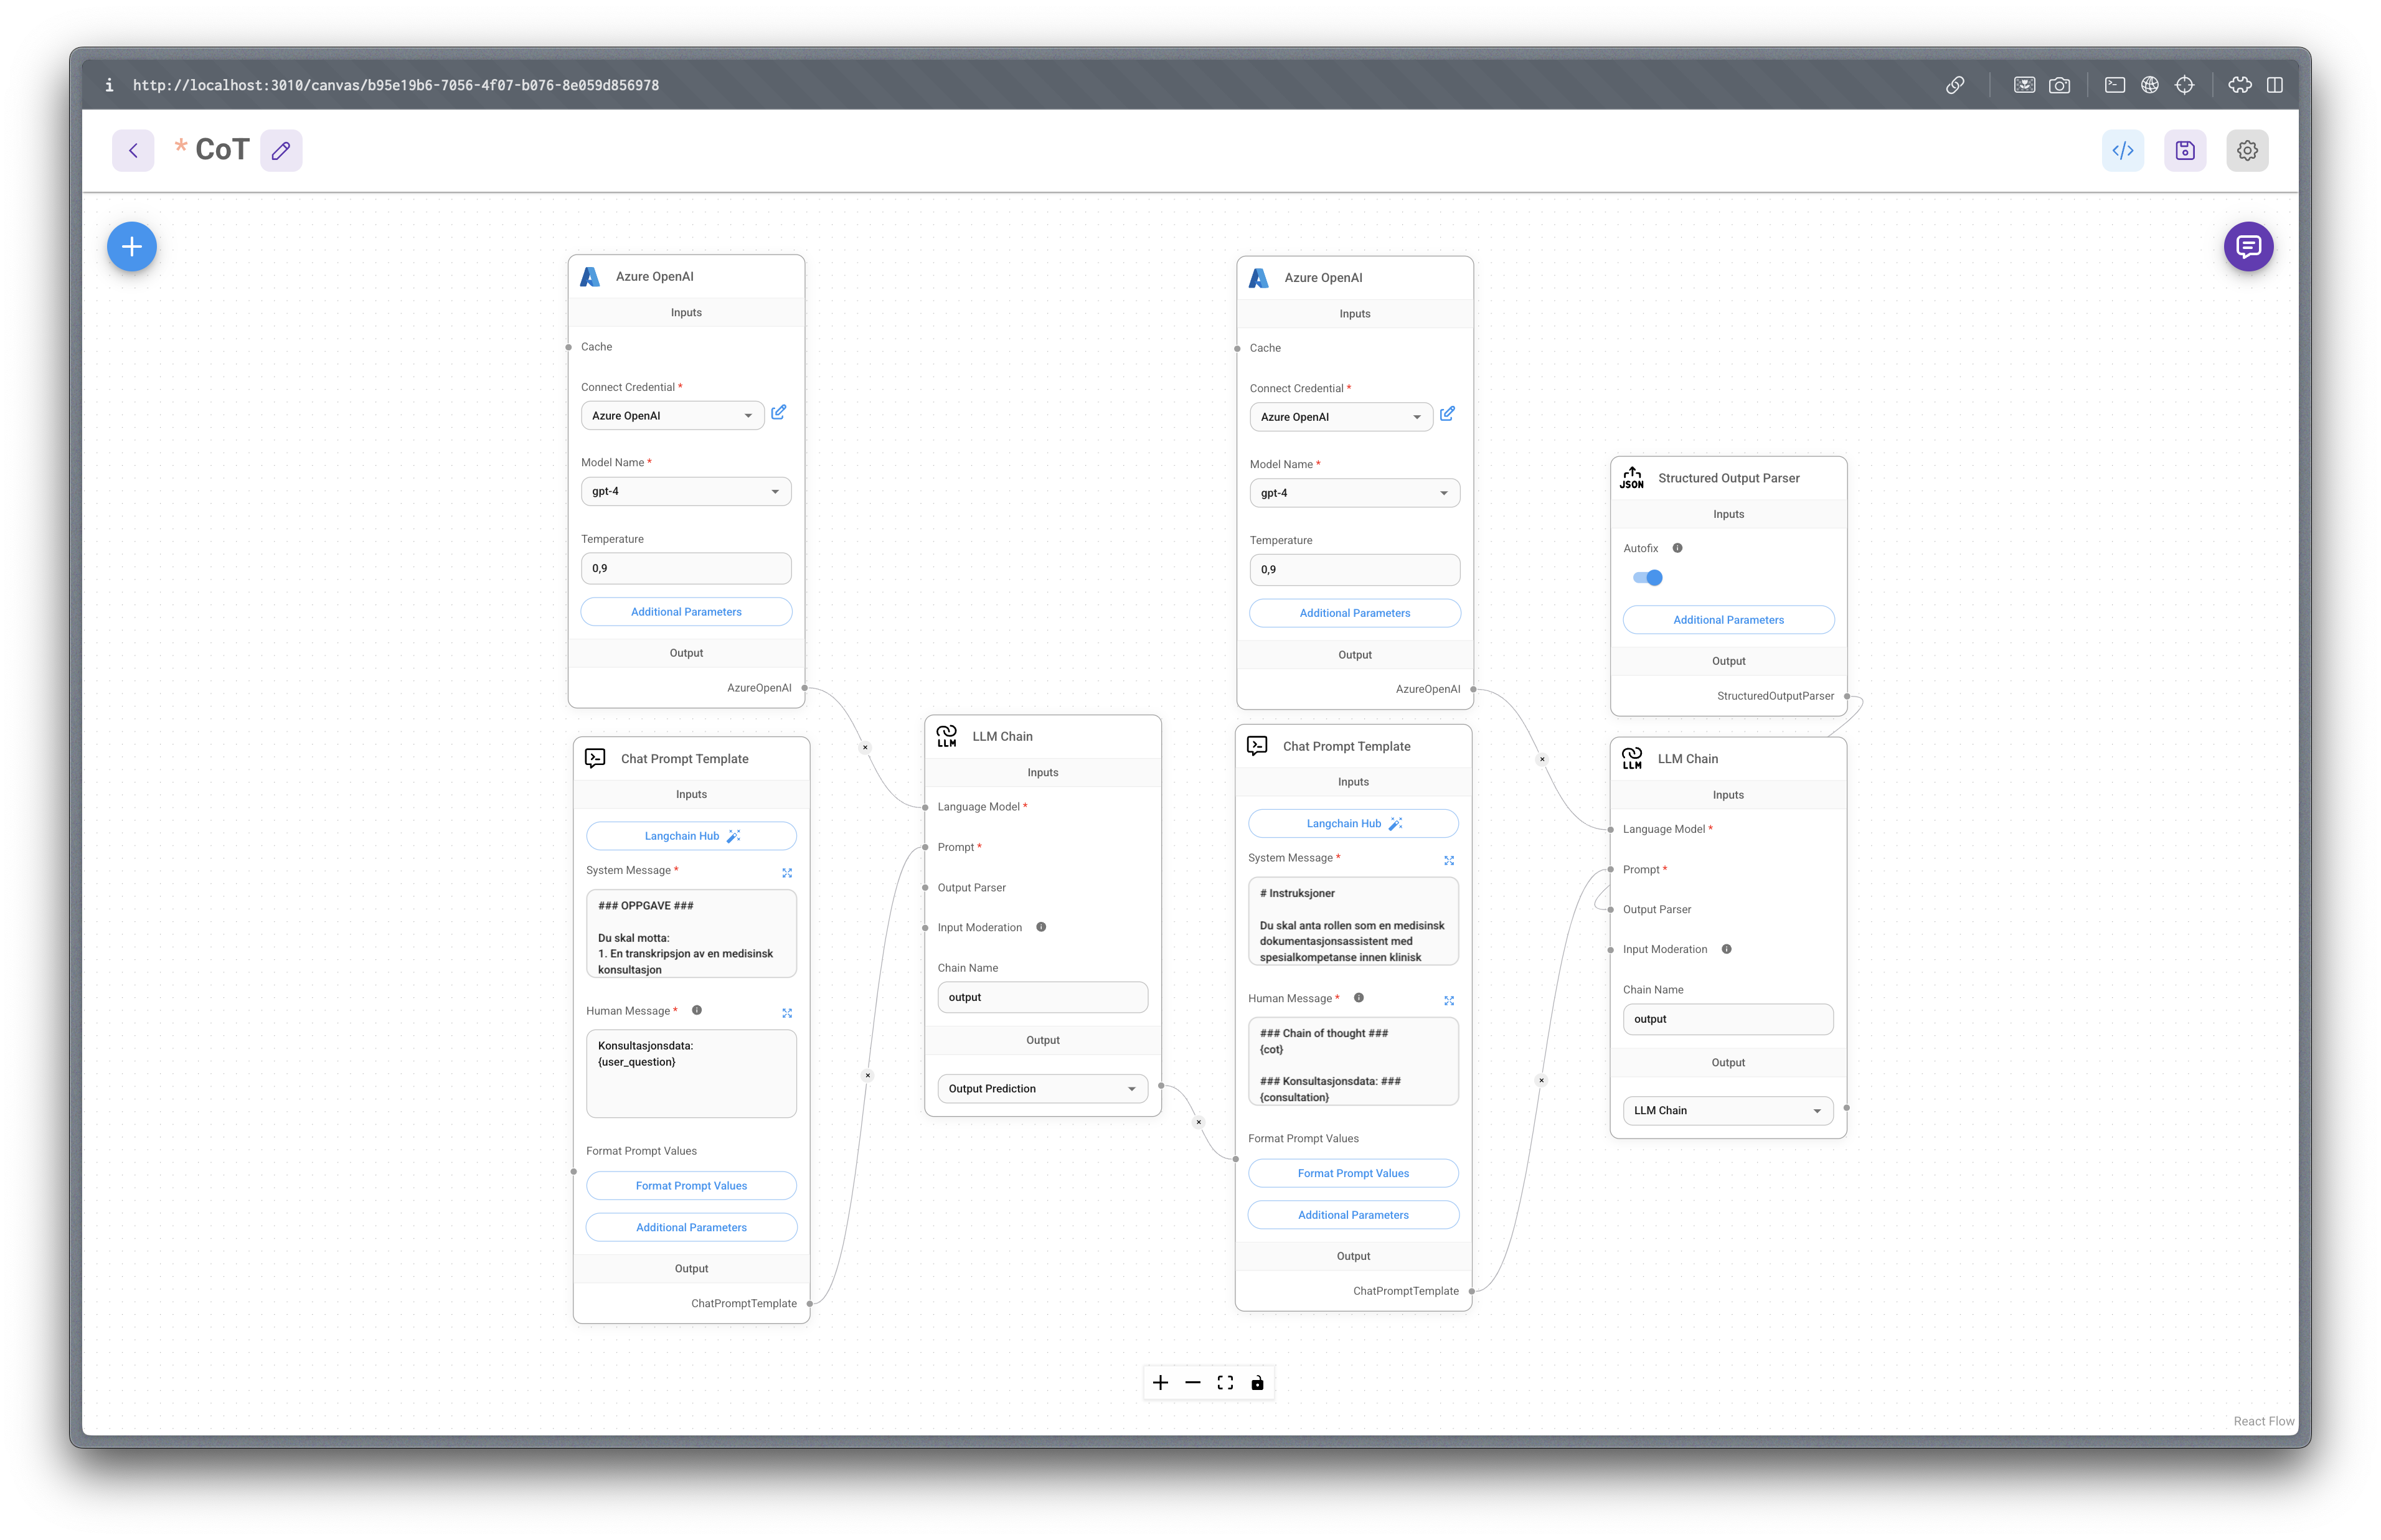 i http://localhost:3010/canvas/b95e19b6-7056-4f07-b076-8e059d856978
* CoT
Azure OpenAI
Inputs
Cache
Connect Credential *
Azure OpenAI
Model Name *
gpt-4
Temperature
0,9
Additional Parameters
Output
AzureOpenAI
Chat Prompt Template
Inputs
Langchain Hub
System Message *
### OPPGAVE ###
Du skal motta:
1. En transkripsjon av en medisinsk
konsultasjon
Human Message *
Konsultasjonsdata:
{user_question}
Format Prompt Values
Format Prompt Values
Additional Parameters
Output
ChatPromptTemplate
LLM
LLM Chain
Inputs
Language Model *
Prompt *
Output Parser
Input Moderation
Chain Name
output
Output
Output Prediction
Azure OpenAI
Inputs
Cache
Connect Credential *
Azure OpenAI
Model Name *
gpt-4
Temperature
0,9
Additional Parameters
Output
AzureOpenAI
Chat Prompt Template
Inputs
Langchain Hub
System Message *
# Instruksjoner
Du skal anta rollen som en medisinsk
dokumentasjonsassistent med
spesialkompetanse innen klinisk
Human Message *
### Chain of thought ###
{cot}
### Konsultasjonsdata: ###
{consultation}
Format Prompt Values
Format Prompt Values
Additional Parameters
Output
ChatPromptTemplate
JSON
Structured Output Parser
Inputs
Autofix
Additional Parameters
Output
StructuredOutputParser
LLM
LLM Chain
Inputs
Language Model *
Prompt *
Output Parser
Input Moderation
Chain Name
output
Output
LLM Chain
React Flow